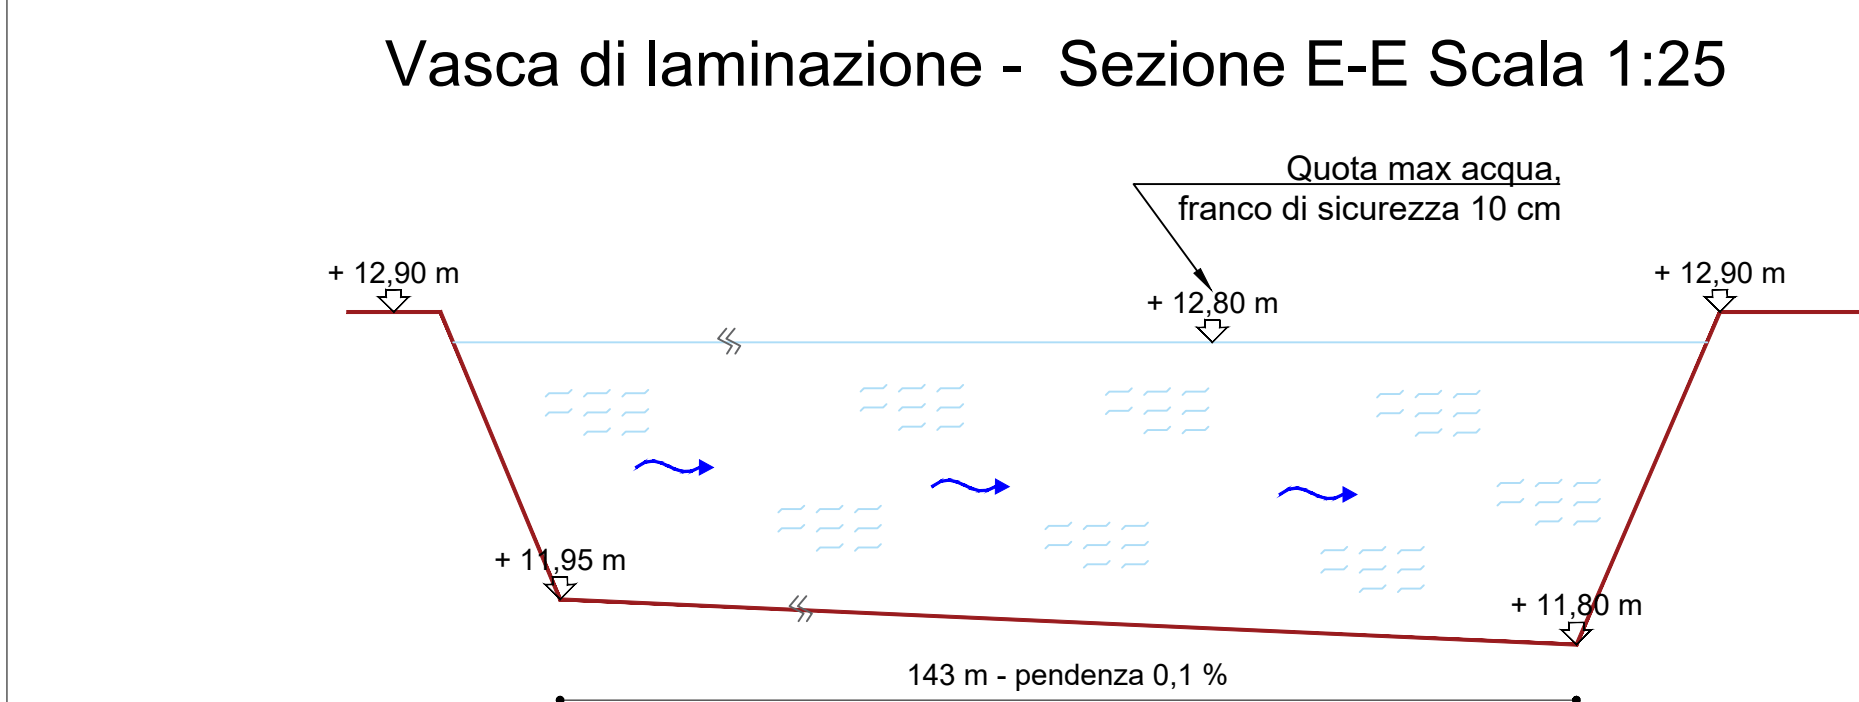 Vasca di laminazione - Sezione E-E Scala 1:25
Quota max acqua,
franco di sicurezza 10 cm
+ 12,90 m
+ 12,80 m
+ 12,90 m
+ 11,95 m
+ 11,80 m
143 m - pendenza 0,1 %